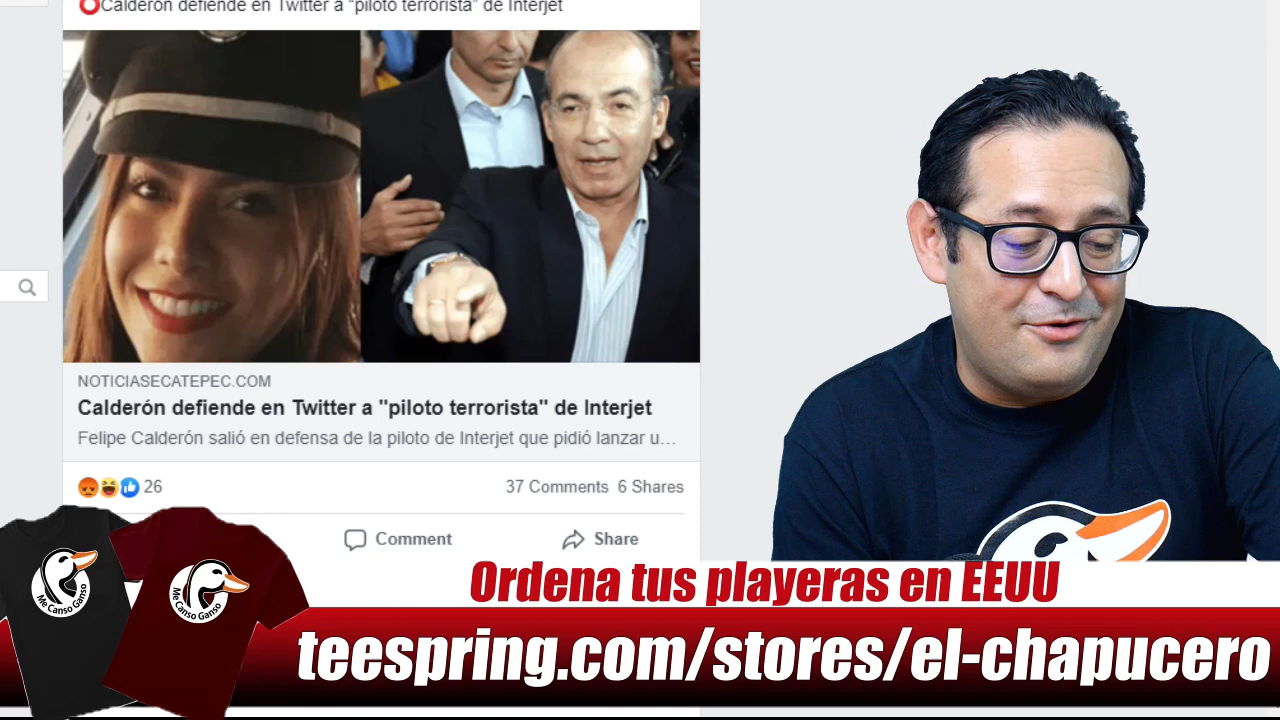 Calderón defiende en Twitter a "piloto terrorista" de Interjet
NOTICIASECATEPEC.COM
Calderón defiende en Twitter a "piloto terrorista" de Interjet
Felipe Calderón salió en defensa de la piloto de Interjet que pidió lanzar u…
26
37 Comments 6 Shares
Comment
Share
Me Canso Ganso
Me Canso Ganso
Ordena tus playeras en EEUU
teespring.com/stores/el-chapucero